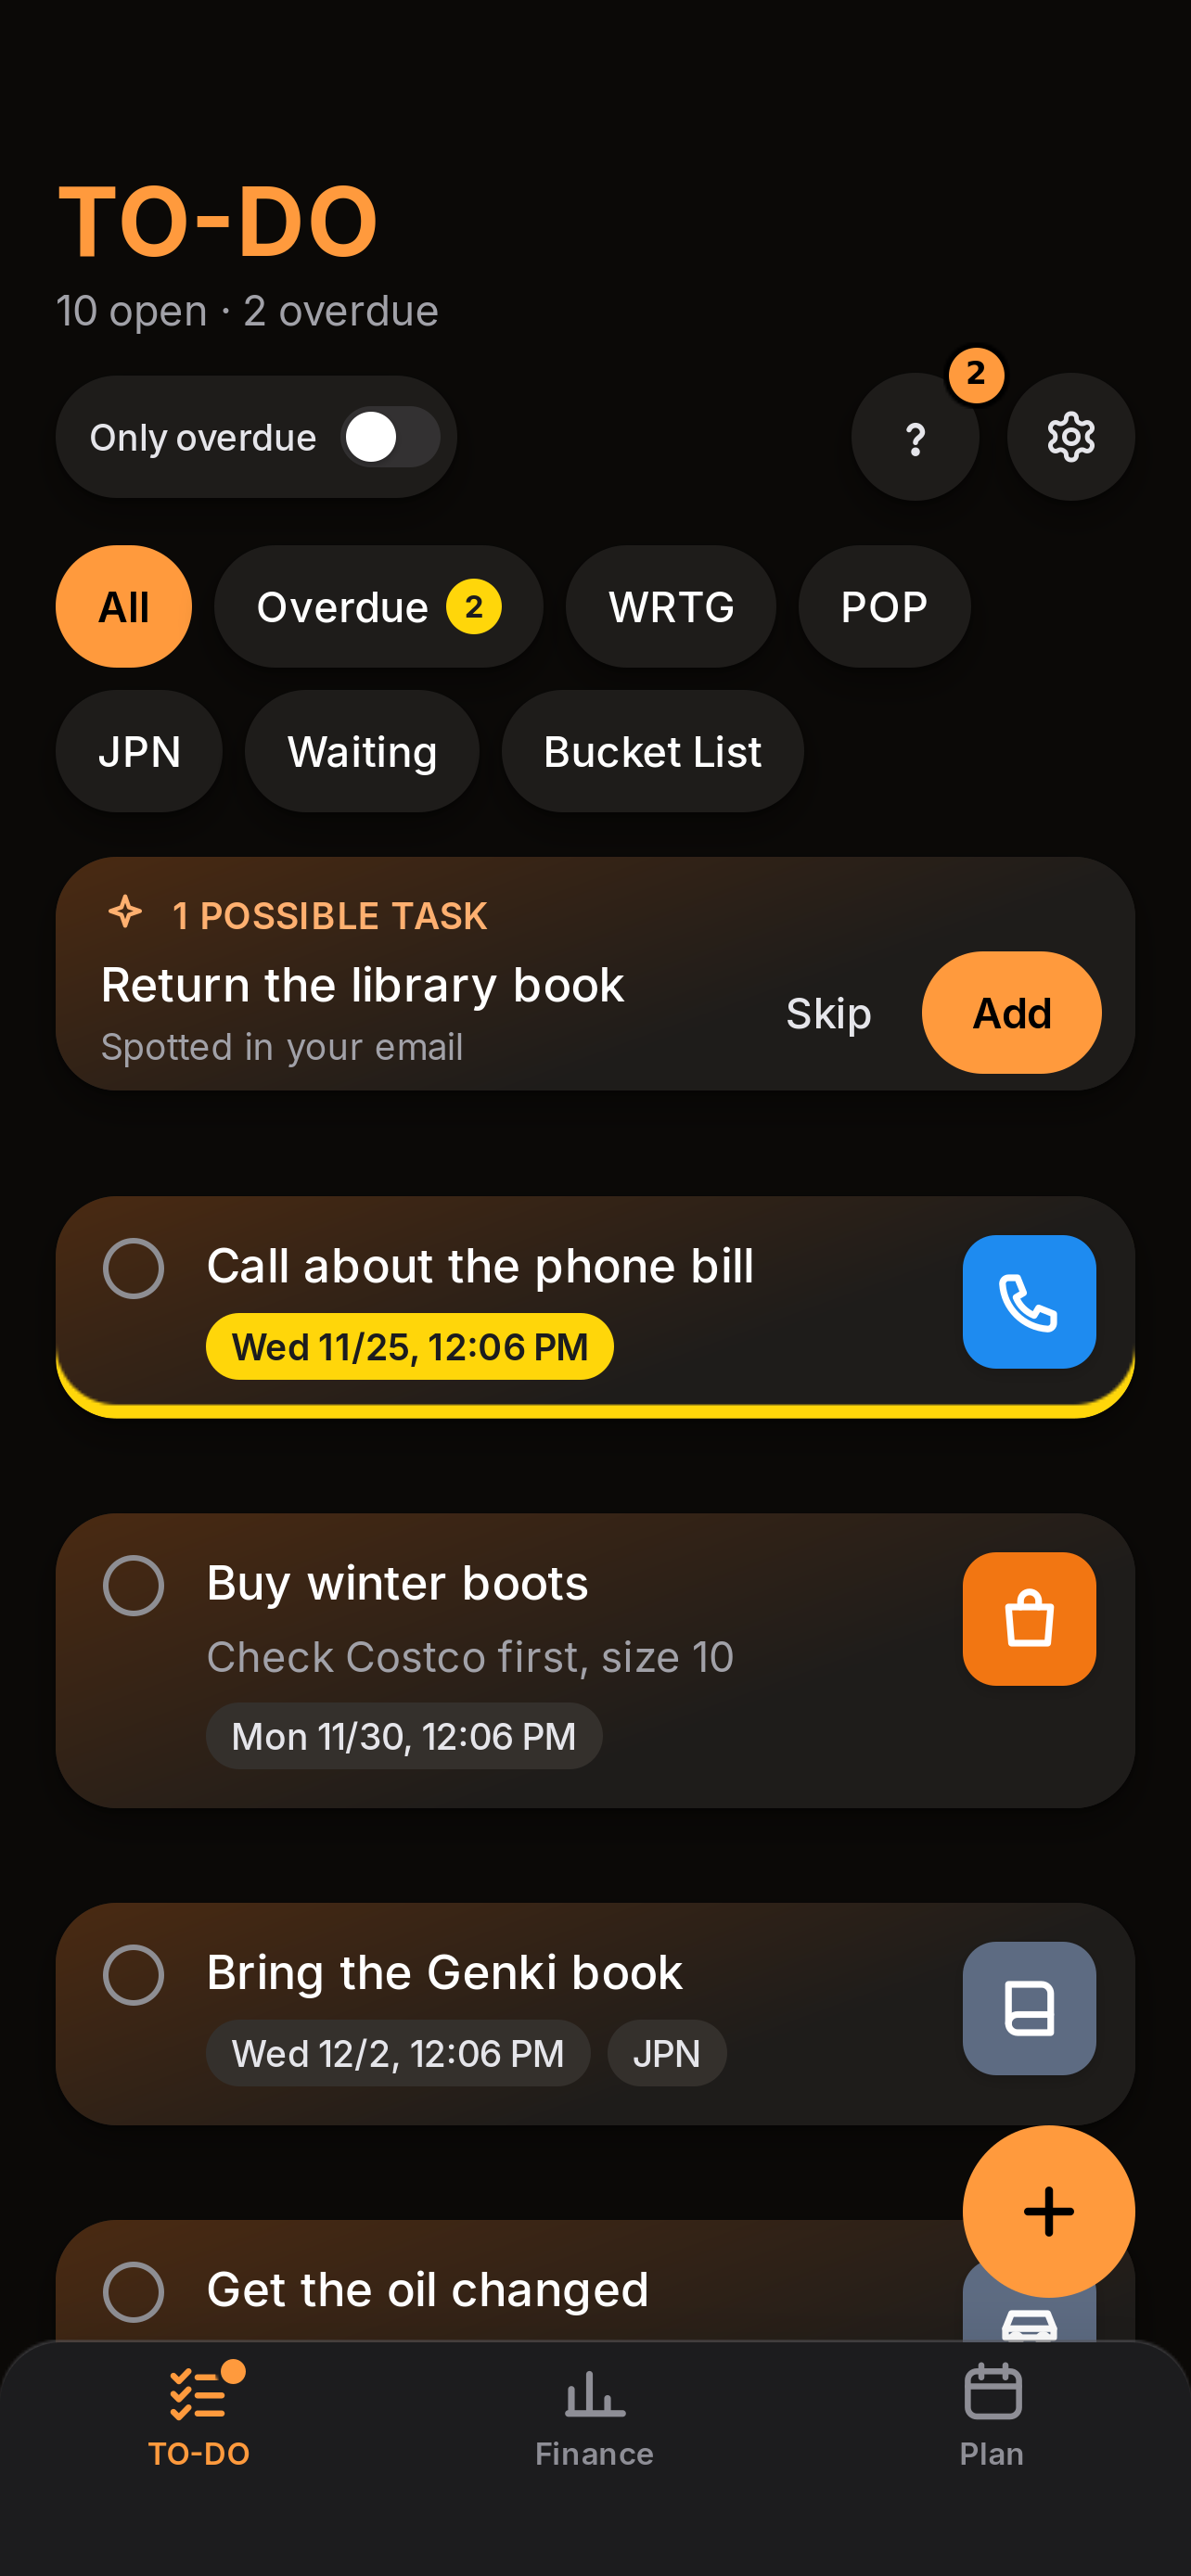 TO-DO
10 open · 2 overdue
Only overdue
?
2
All
Overdue 2
WRTG
POP
JPN
Waiting
Bucket List
1 POSSIBLE TASK
Return the library book
Spotted in your email
Skip
Add
Call about the phone bill
Wed 11/25, 12:06 PM
Buy winter boots
Check Costco first, size 10
Mon 11/30, 12:06 PM
Bring the Genki book
Wed 12/2, 12:06 PM
JPN
Get the oil changed
TO-DO
Finance
Plan